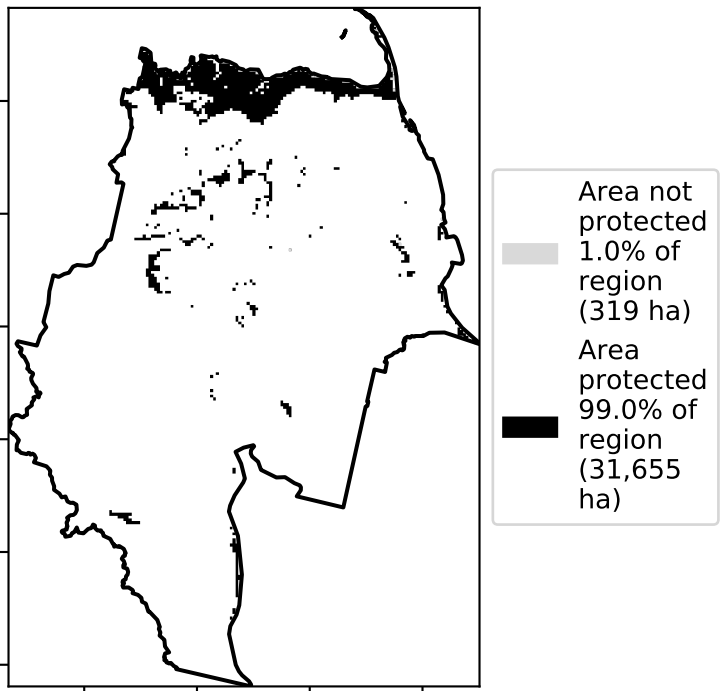 Area not
protected
1.0% of
region
(319 ha)
Area
protected
99.0% of
region
(31,655
ha)